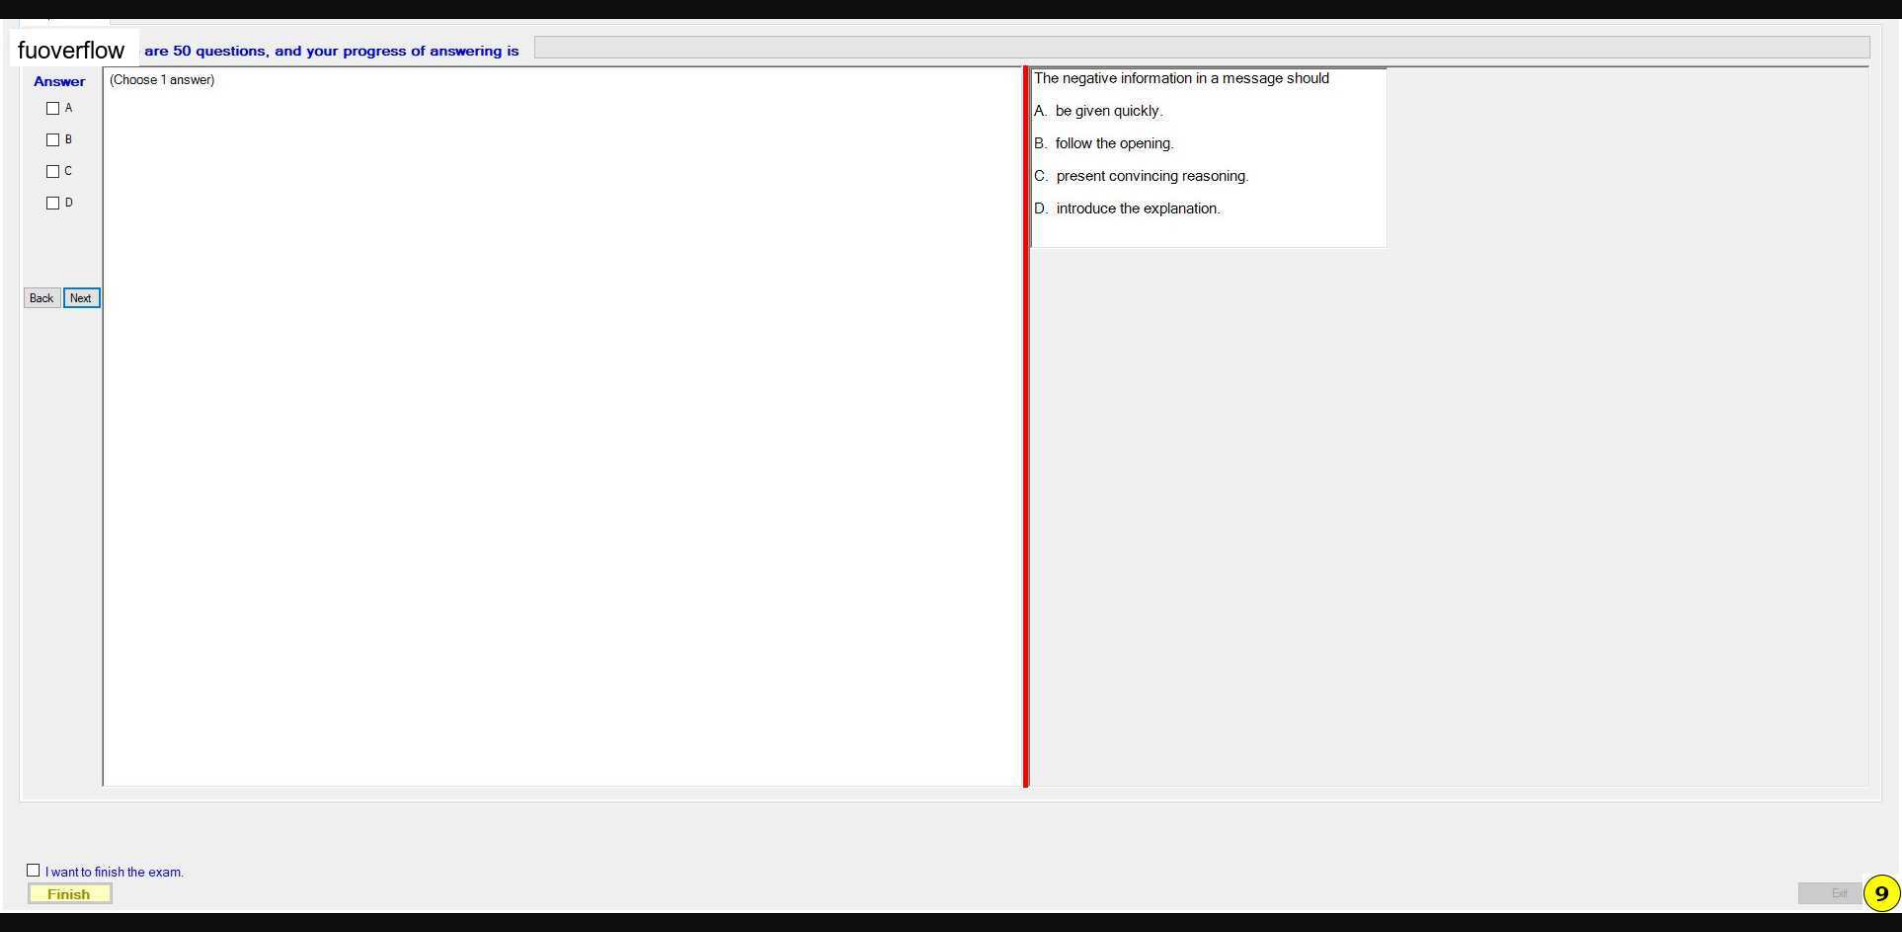 fuoverflow are 50 questions, and your progress of answering is
Answer
A
B
C
D
Back Next
(Choose 1 answer)
The negative information in a message should
A. be given quickly.
B. follow the opening.
C. present convincing reasoning.
D. introduce the explanation.
I want to finish the exam.
Finish
Exit
9